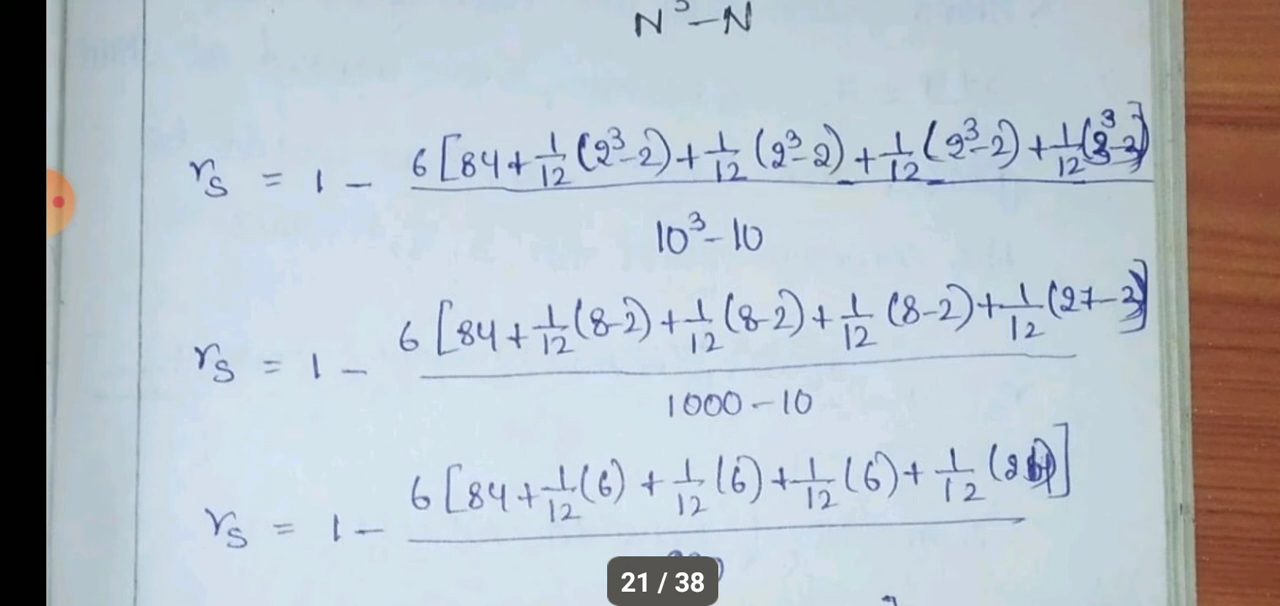 N³-N
rs = 1 - 6[84+1/12(2³-2)+1/12(2³-2)+1/12(2³-2)+1/12(3³-3)]
10³-10
rs = 1 - 6[84+1/12(8-2)+1/12(8-2)+1/12(8-2)+1/12(27-3)]
1000-10
rs = 1 - 6[84+1/12(6)+1/12(6)+1/12(6)+1/12(24)]
21 / 38